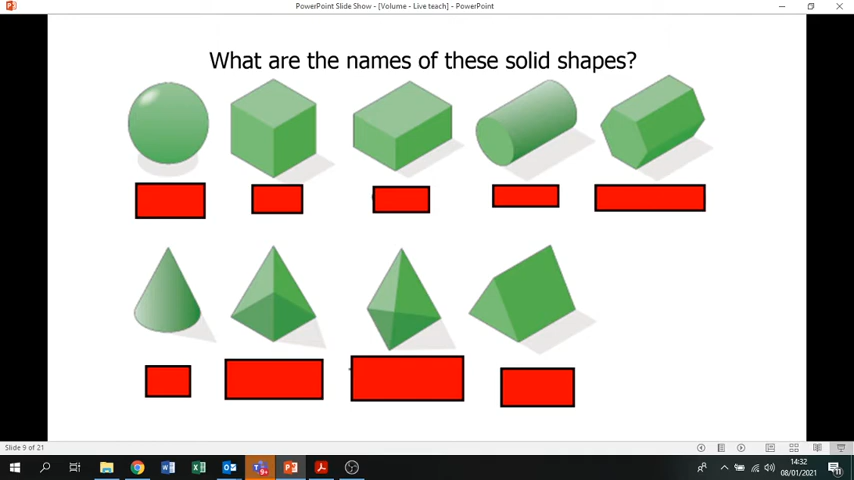 PowerPoint Slide Show - [Volume - Live teach] - PowerPoint
What are the names of these solid shapes?
Slide 9 of 21
9+
14:32
08/01/2021